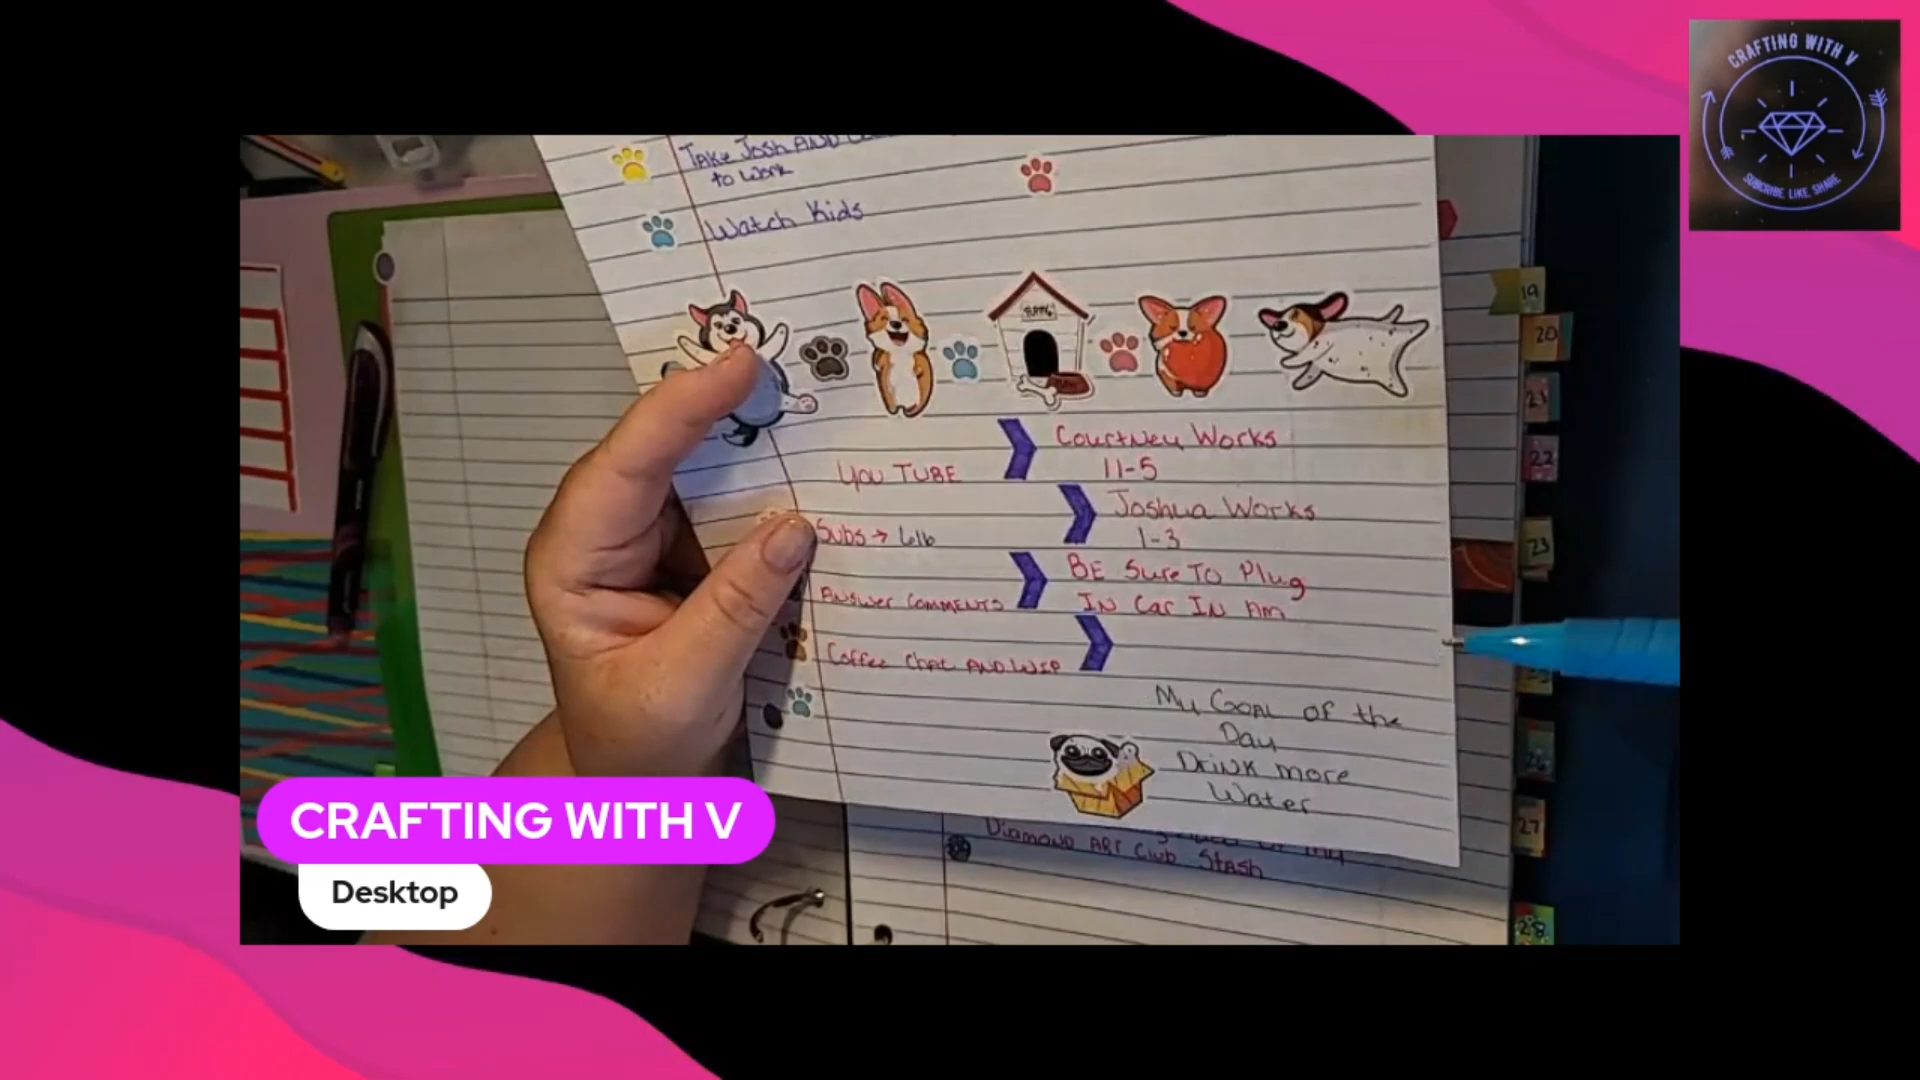 CRAFTING WITH V
SUBCRIBE, LIKE, SHARE
TAKE JOSH AND
to Work
Watch Kids
BARK
YOU TUBE
Courtney Works
11-5
Subs → 616
Joshua Works
1-3
ANSWER COMMENTS
BE Sure TO Plug
IN Car IN Am
Coffee Chat AND WIP
My GOAL of the
Day
Drink more
Water
Diamond ART Club Stash
19
20
21
22
23
26
27
28
CRAFTING WITH V
Desktop